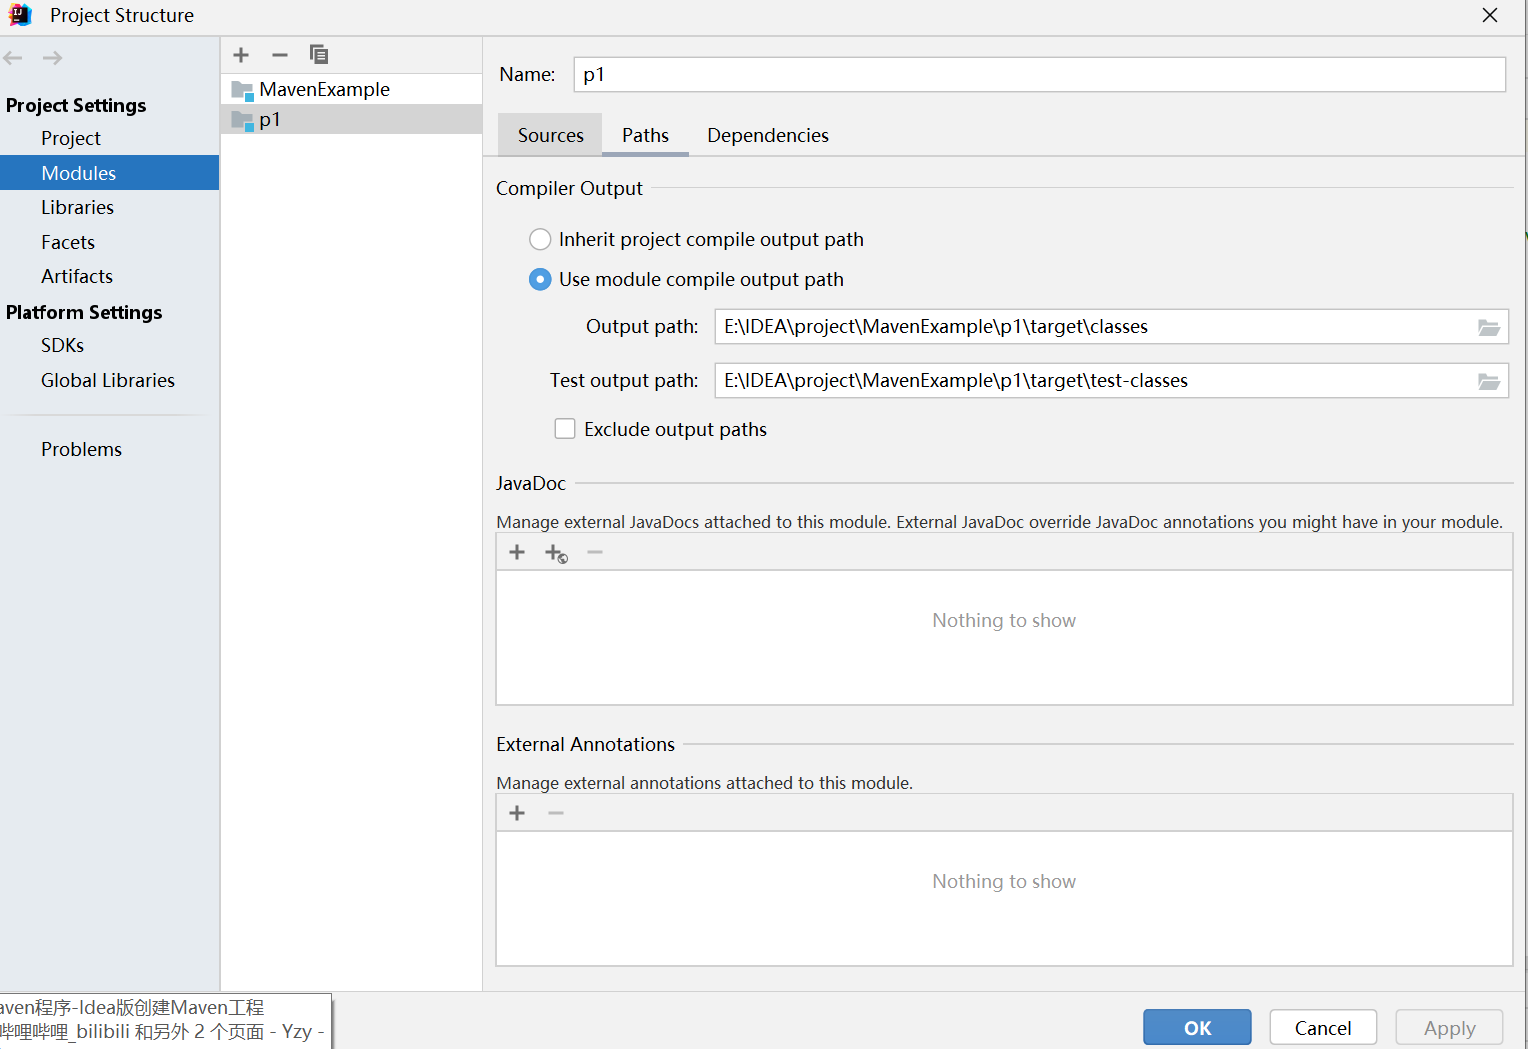 Project Structure
Project Settings
Project
Modules
Libraries
Facets
Artifacts
Platform Settings
SDKs
Global Libraries
Problems
MavenExample
p1
Name: p1
Sources Paths Dependencies
Compiler Output
Inherit project compile output path
Use module compile output path
Output path: E:\IDEA\project\MavenExample\p1\target\classes
Test output path: E:\IDEA\project\MavenExample\p1\target\test-classes
Exclude output paths
JavaDoc
Manage external JavaDocs attached to this module. External JavaDoc override JavaDoc annotations you might have in your module.
Nothing to show
External Annotations
Manage external annotations attached to this module.
Nothing to show
aven程序-Idea版创建Maven工程
哔哩哔哩_bilibili 和另外 2 个页面 - Yzy -
OK Cancel Apply